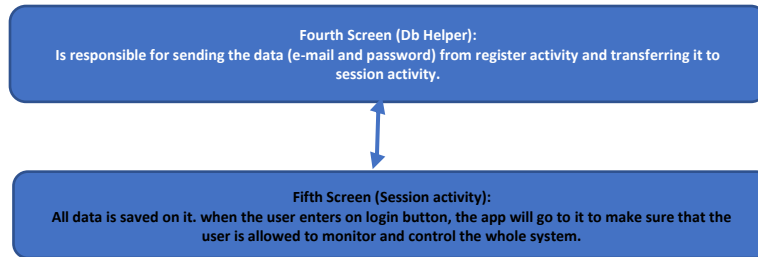 Fourth Screen (Db Helper):
Is responsible for sending the data (e-mail and password) from register activity and transferring it to
session activity.
Fifth Screen (Session activity):
All data is saved on it. when the user enters on login button, the app will go to it to make sure that the
user is allowed to monitor and control the whole system.